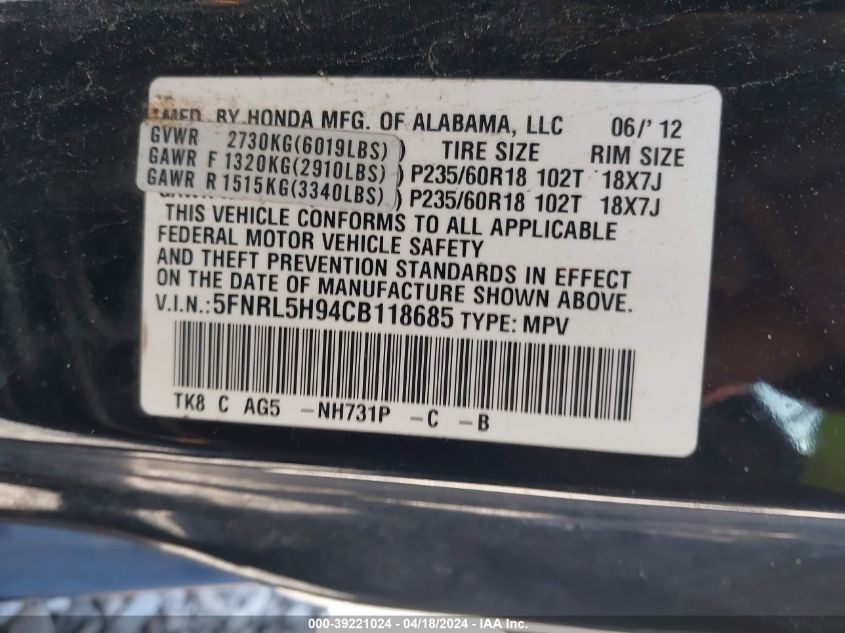 MFD. BY HONDA MFG. OF ALABAMA, LLC 06/' 12
GVWR 2730KG(6019LBS) ) TIRE SIZE RIM SIZE
GAWR F 1320KG(2910LBS) ) P235/60R18 102T 18X7J
GAWR R 1515KG(3340LBS) ) P235/60R18 102T 18X7J
THIS VEHICLE CONFORMS TO ALL APPLICABLE
FEDERAL MOTOR VEHICLE SAFETY
AND THEFT PREVENTION STANDARDS IN EFFECT
ON THE DATE OF MANUFACTURE SHOWN ABOVE.
V.I.N.:5FNRL5H94CB118685 TYPE: MPV
TK8 C AG5 -NH731P -C -B
000-39221024 - 04/18/2024 - IAA Inc.